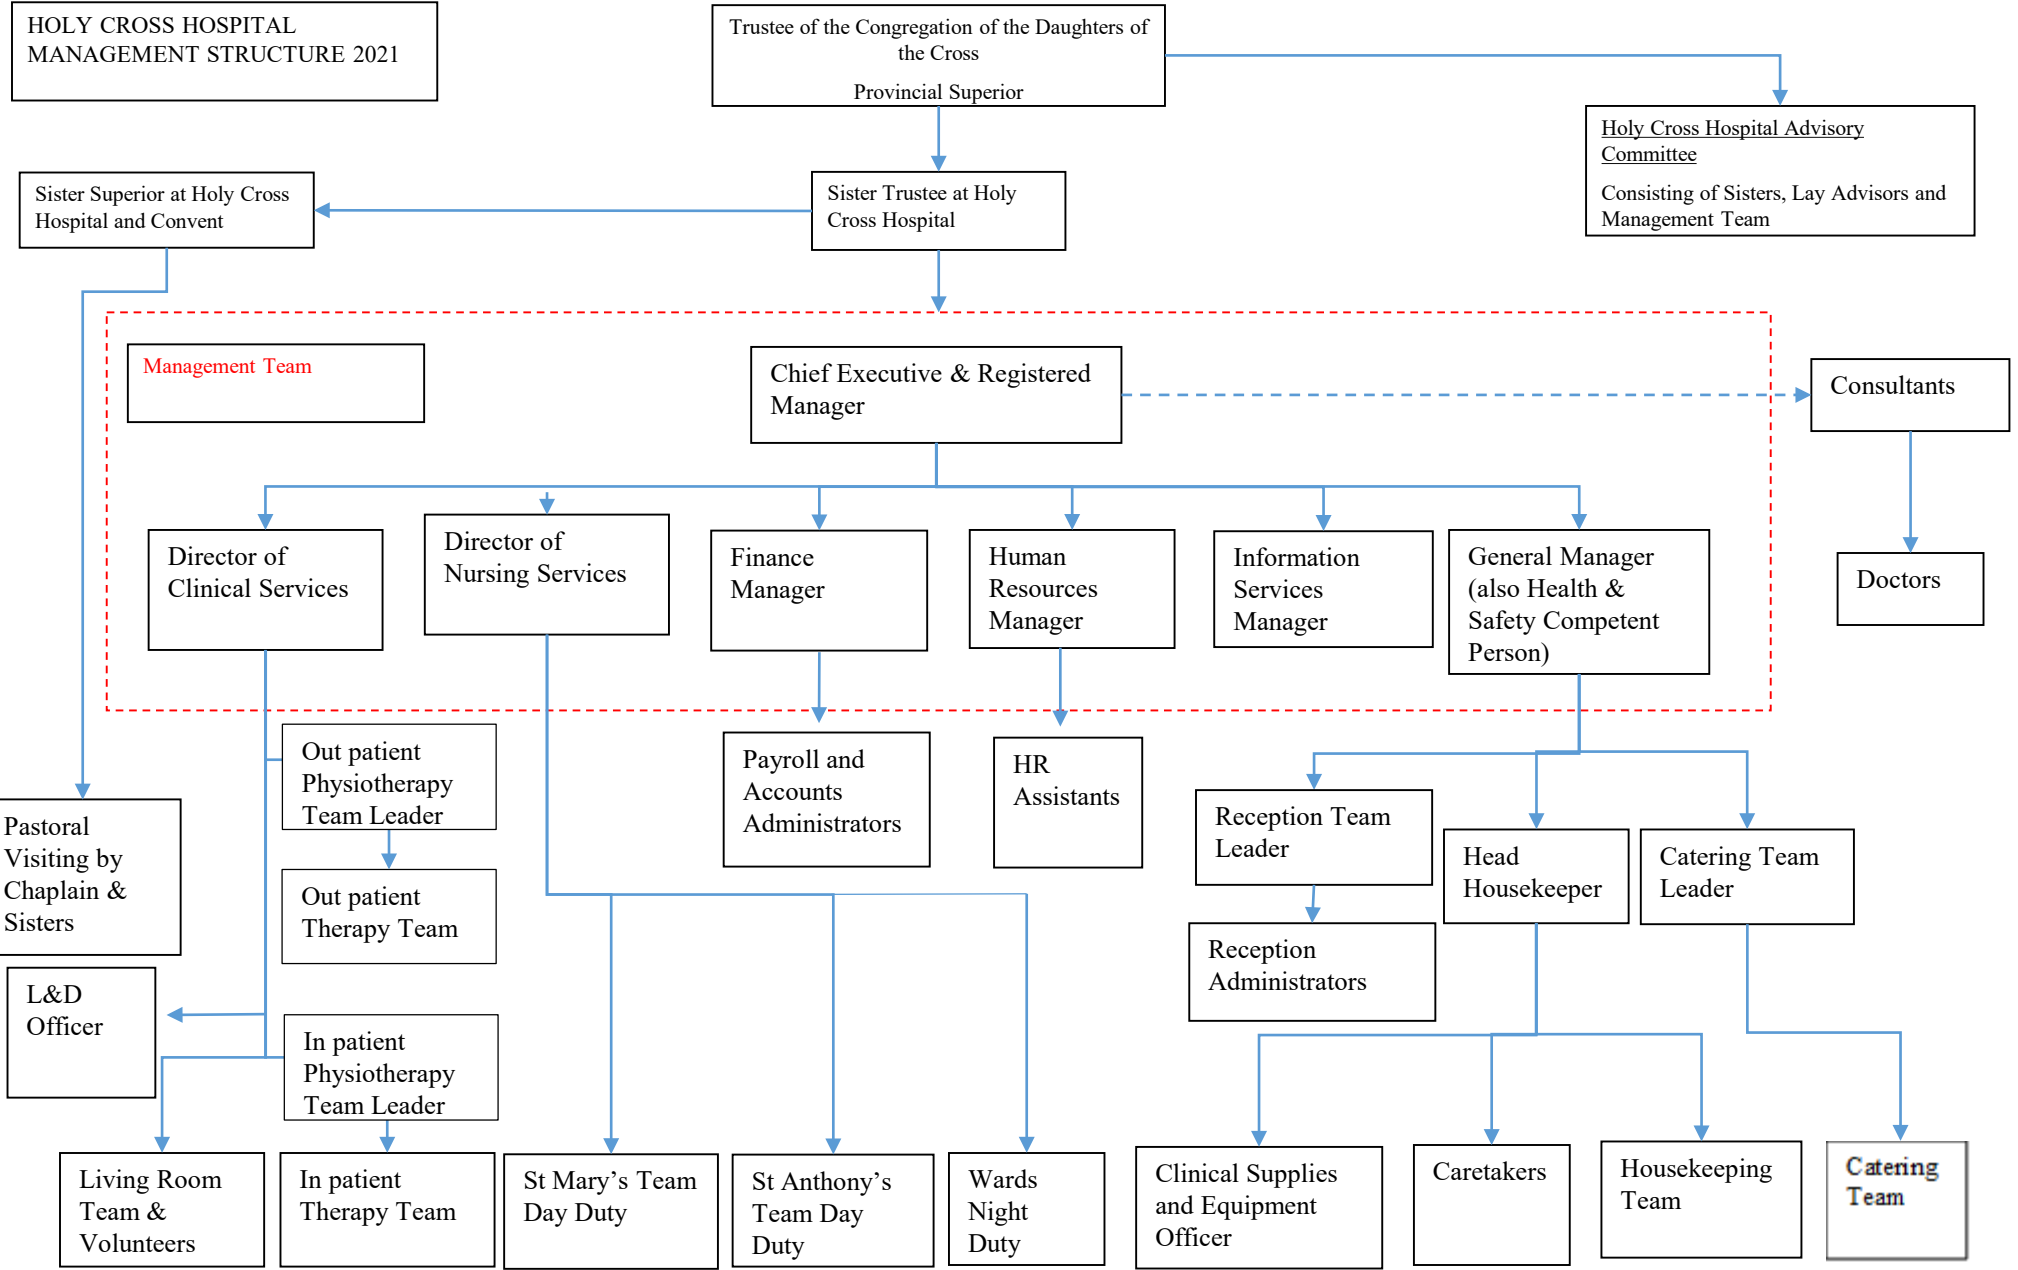 HOLY CROSS HOSPITAL
MANAGEMENT STRUCTURE 2021
Trustee of the Congregation of the Daughters of
the Cross
Provincial Superior
Holy Cross Hospital Advisory
Committee
Consisting of Sisters, Lay Advisors and
Management Team
Sister Superior at Holy Cross
Hospital and Convent
Sister Trustee at Holy
Cross Hospital
Management Team
Chief Executive & Registered
Manager
Consultants
Doctors
Director of
Clinical Services
Director of
Nursing Services
Finance
Manager
Human
Resources
Manager
Information
Services
Manager
General Manager
(also Health &
Safety Competent
Person)
Out patient
Physiotherapy
Team Leader
Payroll and
Accounts
Administrators
HR
Assistants
Pastoral
Visiting by
Chaplain &
Sisters
Out patient
Therapy Team
Reception Team
Leader
Head
Housekeeper
Catering Team
Leader
Reception
Administrators
L&D
Officer
In patient
Physiotherapy
Team Leader
Living Room
Team &
Volunteers
In patient
Therapy Team
St Mary’s Team
Day Duty
St Anthony’s
Team Day
Duty
Wards
Night
Duty
Clinical Supplies
and Equipment
Officer
Caretakers
Housekeeping
Team
Catering
Team